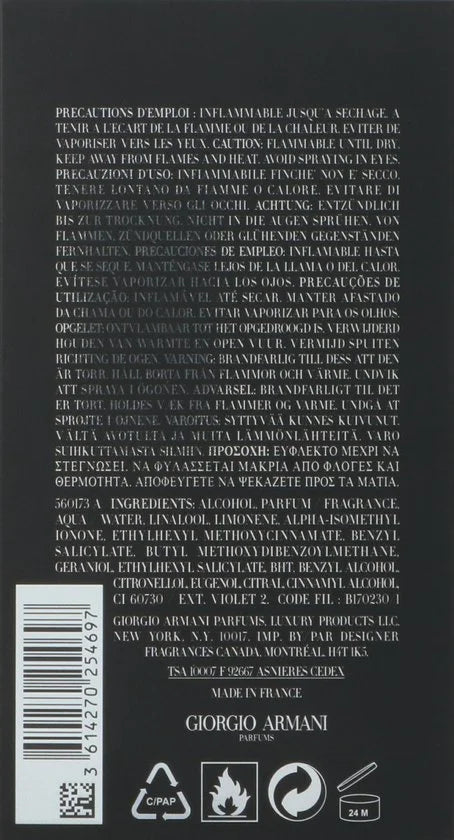 PRECAUTIONS D'EMPLOI : INFLAMMABLE JUSQU'A SECHAGE. A
TENIR A L'ECART DE LA FLAMME OU DE LA CHALEUR. EVITER DE
VAPORISER VERS LES YEUX. CAUTION: FLAMMABLE UNTIL DRY.
KEEP AWAY FROM FLAMES AND HEAT. AVOID SPRAYING IN EYES.
PRECAUZIONI D'USO: INFIAMMABILE FINCHE' NON E' SECCO.
TENERE LONTANO DA FIAMME O CALORE. EVITARE DI
VAPORIZZARE VERSO GLI OCCHI. ACHTUNG: ENTZÜNDLICH
BIS ZUR TROCKNUNG. NICHT IN DIE AUGEN SPRÜHEN. VON
FLAMMEN, ZÜNDQUELLEN ODER GLÜHENDEN GEGENSTÄNDEN
FERNHALTEN. PRECAUCIONES DE EMPLEO: INFLAMABLE HASTA
QUE SE SEQUE. MANTÉNGASE LEJOS DE LA LLAMA O DEL CALOR.
EVÍTESE VAPORIZAR HACIA LOS OJOS. PRECAUÇÕES DE
UTILIZAÇÃO: INFLAMÁVEL ATÉ SECAR. MANTER AFASTADO
DA CHAMA OU DO CALOR. EVITAR VAPORIZAR PARA OS OLHOS.
OPGELET: ONTVLAMBAAR TOT HET OPGEDROOGD IS. VERWIJDERD
HOUDEN VAN WARMTE EN OPEN VUUR. VERMIJD SPUITEN
RICHTING DE OGEN. VARNING: BRANDFARLIG TILL DESS ATT DEN
ÄR TORR. HÅLL BORTA FRÅN FLAMMOR OCH VÄRME. UNDVIK
ATT SPRAYA I ÖGONEN. ADVARSEL: BRANDFARLIGT TIL DET
ER TORT. HOLDES VÆK FRA FLAMMER OG VARME. UNDGA AT
SPROJTE I OJNENE. VAROITUS: SYTTYVÄÄ KUNNES KUIVUNUT.
VÄLTÄ AVOTULTA JA MUITA LÄMMÖNLÄHTEITÄ. VARO
SUIHKUTTAMASTA SILMIIN. ΠΡΟΣΟΧΗ: ΕΥΦΛΕΚΤΟ ΜΕΧΡΙ ΝΑ
ΣΤΕΓΝΩΣΕΙ. ΝΑ ΦΥΛΑΣΣΕΤΑΙ ΜΑΚΡΙΑ ΑΠΟ ΦΛΟΓΕΣ ΚΑΙ
ΘΕΡΜΟΤΗΤΑ. ΑΠΟΦΕΥΓΕΤΕ ΝΑ ΨΕΚΑΖΕΤΕ ΠΡΟΣ ΤΑ ΜΑΤΙΑ.
560173 A INGREDIENTS: ALCOHOL, PARFUM FRAGRANCE,
AQUA WATER, LINALOOL, LIMONENE, ALPHA-ISOMETHYL
IONONE, ETHYLHEXYL METHOXYCINNAMATE, BENZYL
SALICYLATE, BUTYL METHOXYDIBENZOYLMETHANE,
GERANIOL, ETHYLHEXYL SALICYLATE, BHT, BENZYL ALCOHOL,
CITRONELLOL, EUGENOL, CITRAL, CINNAMYL ALCOHOL,
CI 60730 EXT. VIOLET 2. CODE FIL : B170230 1
GIORGIO ARMANI PARFUMS, LUXURY PRODUCTS LLC,
NEW YORK, N.Y. 10017. IMP. BY PAR DESIGNER
FRAGRANCES CANADA, MONTRÉAL, H4T 1K5.
TSA 10007 F 92667 ASNIERES CEDEX
MADE IN FRANCE
GIORGIO ARMANI
PARFUMS
3 614270 254697
C/PAP
24 M